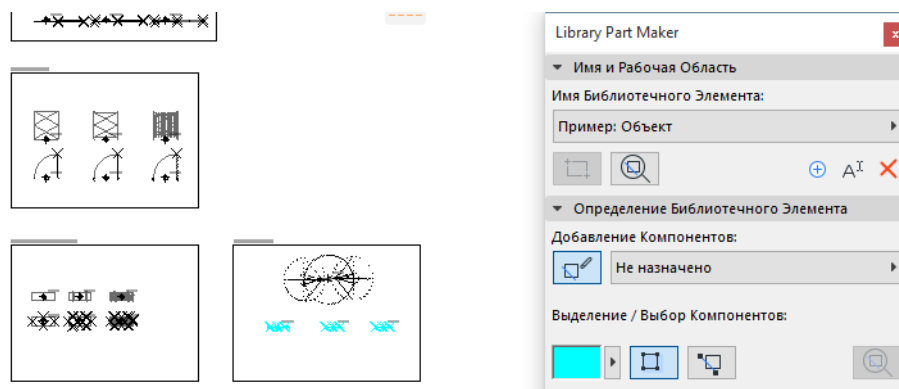 Library Part Maker
x
Имя и Рабочая Область
Имя Библиотечного Элемента:
Пример: Объект
A
Определение Библиотечного Элемента
Добавление Компонентов:
Не назначено
Выделение / Выбор Компонентов: